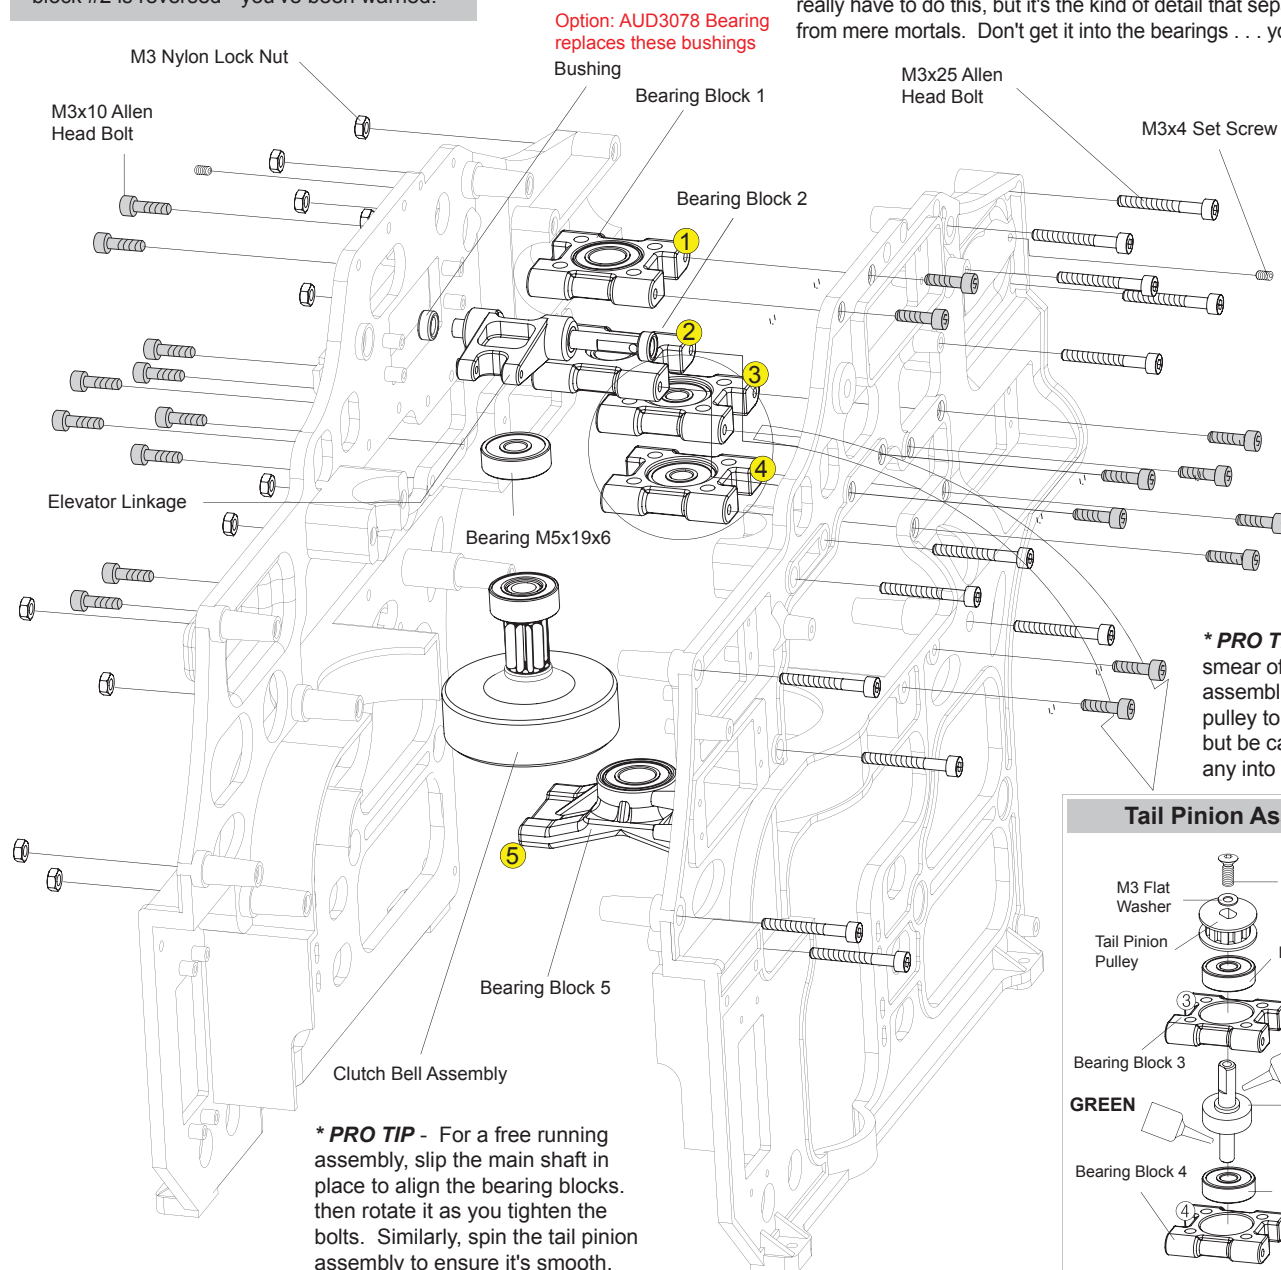 block #2 is reversed - you've been warned!
really have to do this, but it's the kind of detail that sep
from mere mortals. Don't get it into the bearings . . . yo
Option: AUD3078 Bearing
replaces these bushings
Bushing
M3 Nylon Lock Nut
M3x10 Allen
Head Bolt
Bearing Block 1
M3x25 Allen
Head Bolt
M3x4 Set Screw
Bearing Block 2
1
2
3
4
Elevator Linkage
Bearing M5x19x6
* PRO T
smear of
assembl
pulley to
but be ca
any into
5
Bearing Block 5
Clutch Bell Assembly
* PRO TIP - For a free running
assembly, slip the main shaft in
place to align the bearing blocks.
then rotate it as you tighten the
bolts. Similarly, spin the tail pinion
assembly to ensure it's smooth.
Tail Pinion As
M3 Flat
Washer
Tail Pinion
Pulley
3
Bearing Block 3
GREEN
Bearing Block 4
4